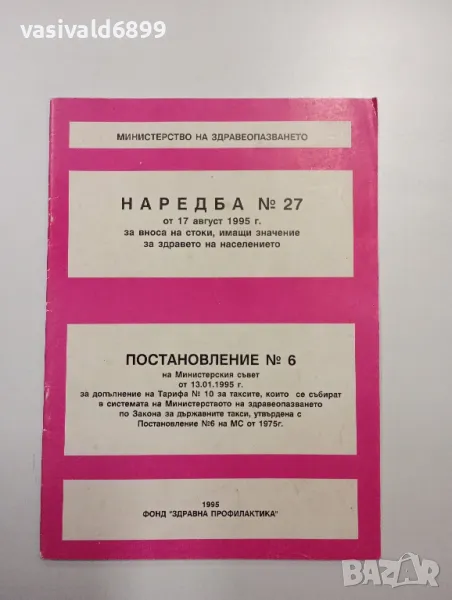 vasivald6899
МИНИСТЕРСТВО НА ЗДРАВЕОПАЗВАНЕТО
НАРЕДБА № 27
от 17 август 1995 г.
за вноса на стоки, имащи значение
за здравето на населението
ПОСТАНОВЛЕНИЕ № 6
на Министерския съвет
от 13.01.1995 г.
за допълнение на Тарифа № 10 за таксите, които се събират
в системата на Министерството на здравеопазването
по Закона за държавните такси, утвърдена с
Постановление №6 на МС от 1975г.
1995
ФОНД "ЗДРАВНА ПРОФИЛАКТИКА"
BAZAR